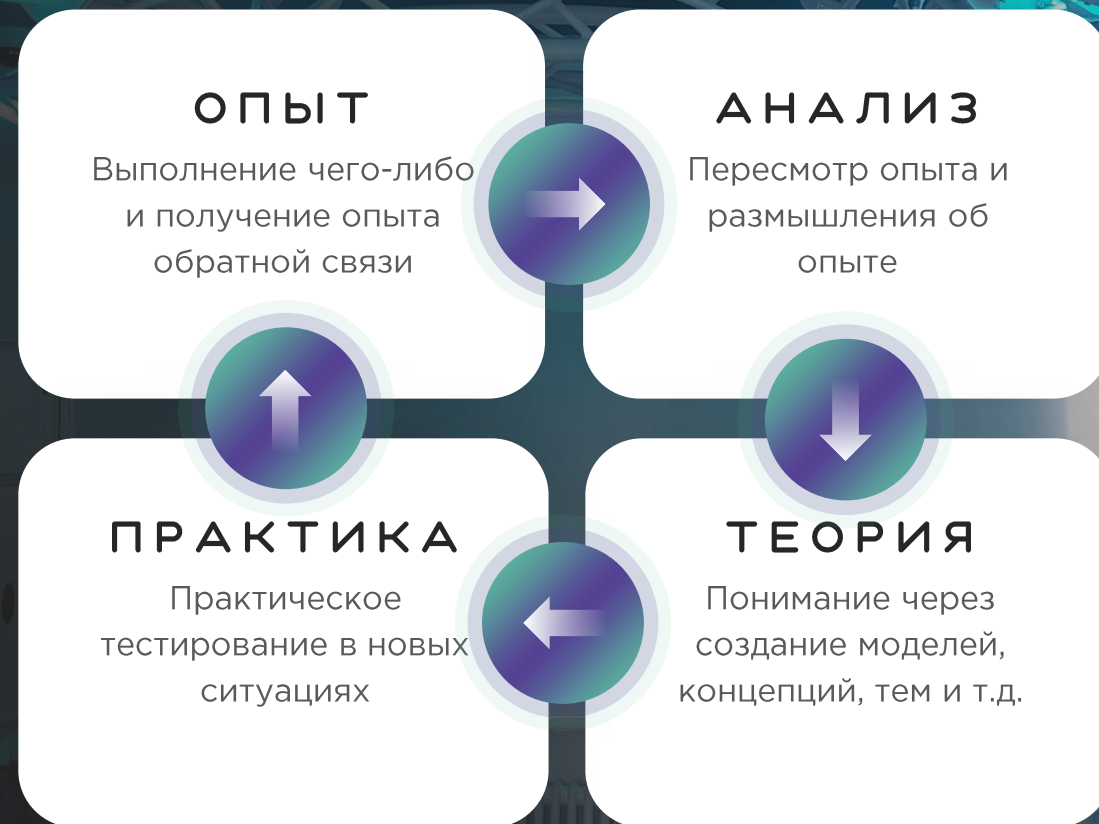 ОПЫТ
Выполнение чего-либо
и получение опыта
обратной связи
АНАЛИЗ
Пересмотр опыта и
размышления об
опыте
ПРАКТИКА
Практическое
тестирование в новых
ситуациях
ТЕОРИЯ
Понимание через
создание моделей,
концепций, тем и т.д.